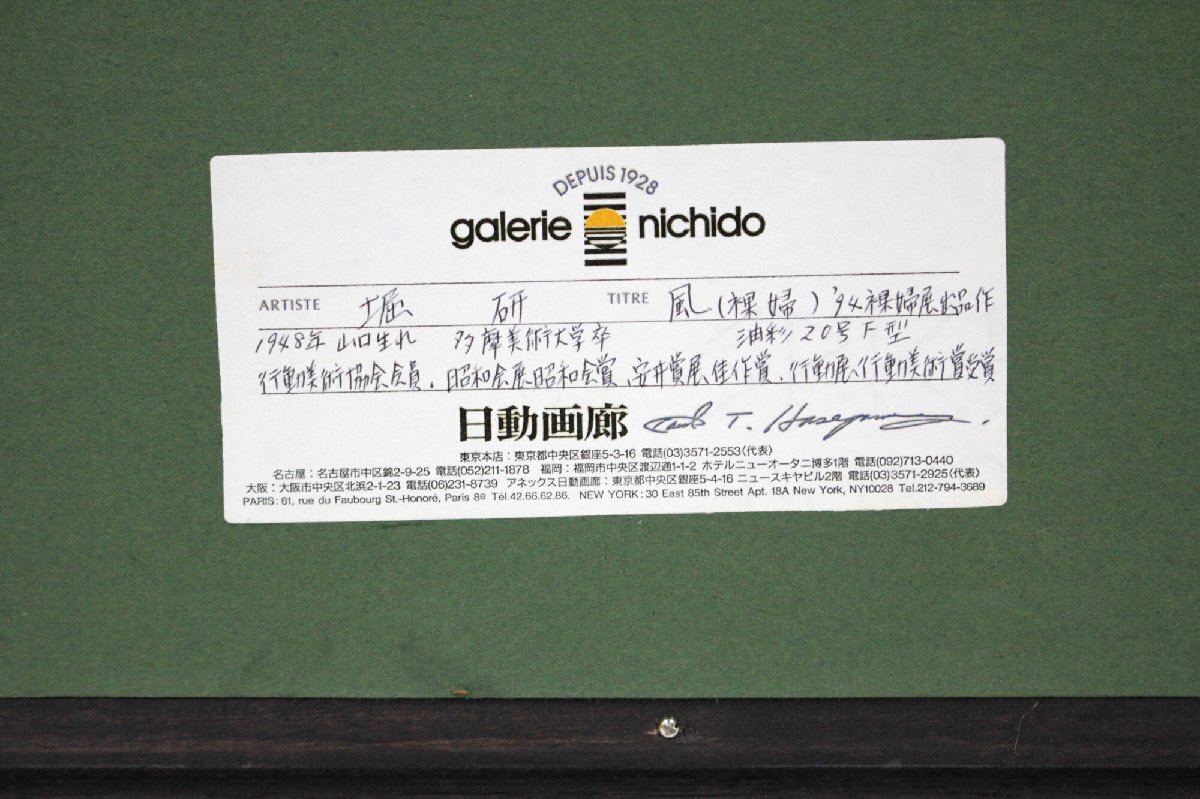 DEPUIS 1928
galerie nichido
ARTISTE 堀 研 TITRE 風(裸婦) '94裸婦展出品作
1948年 山口生れ 多摩美術大学卒 油彩 20号F型
行動美術協会会員、昭和会展昭和会賞、安井賞展佳作賞、行動展行動美術賞受賞
日動画廊
東京本店:東京都中央区銀座5-3-16 電話(03)3571-2553(代表)
名古屋:名古屋市中区錦2-9-25 電話(052)211-1878 福岡:福岡市中央区渡辺通1-1-2 ホテルニューオータニ博多1階 電話(092)713-0440
大阪:大阪市中央区北浜2-1-23 電話(06)231-8739 アネックス日動画廊:東京都中央区銀座5-4-16 ニュースキヤビル2階 電話(03)3571-2925(代表)
PARIS: 61, rue du Faubourg St.-Honoré, Paris 8e Tel.42.66.62.86. NEW YORK: 30 East 85th Street Apt. 18A New York, NY10028 Tel.212-794-3689